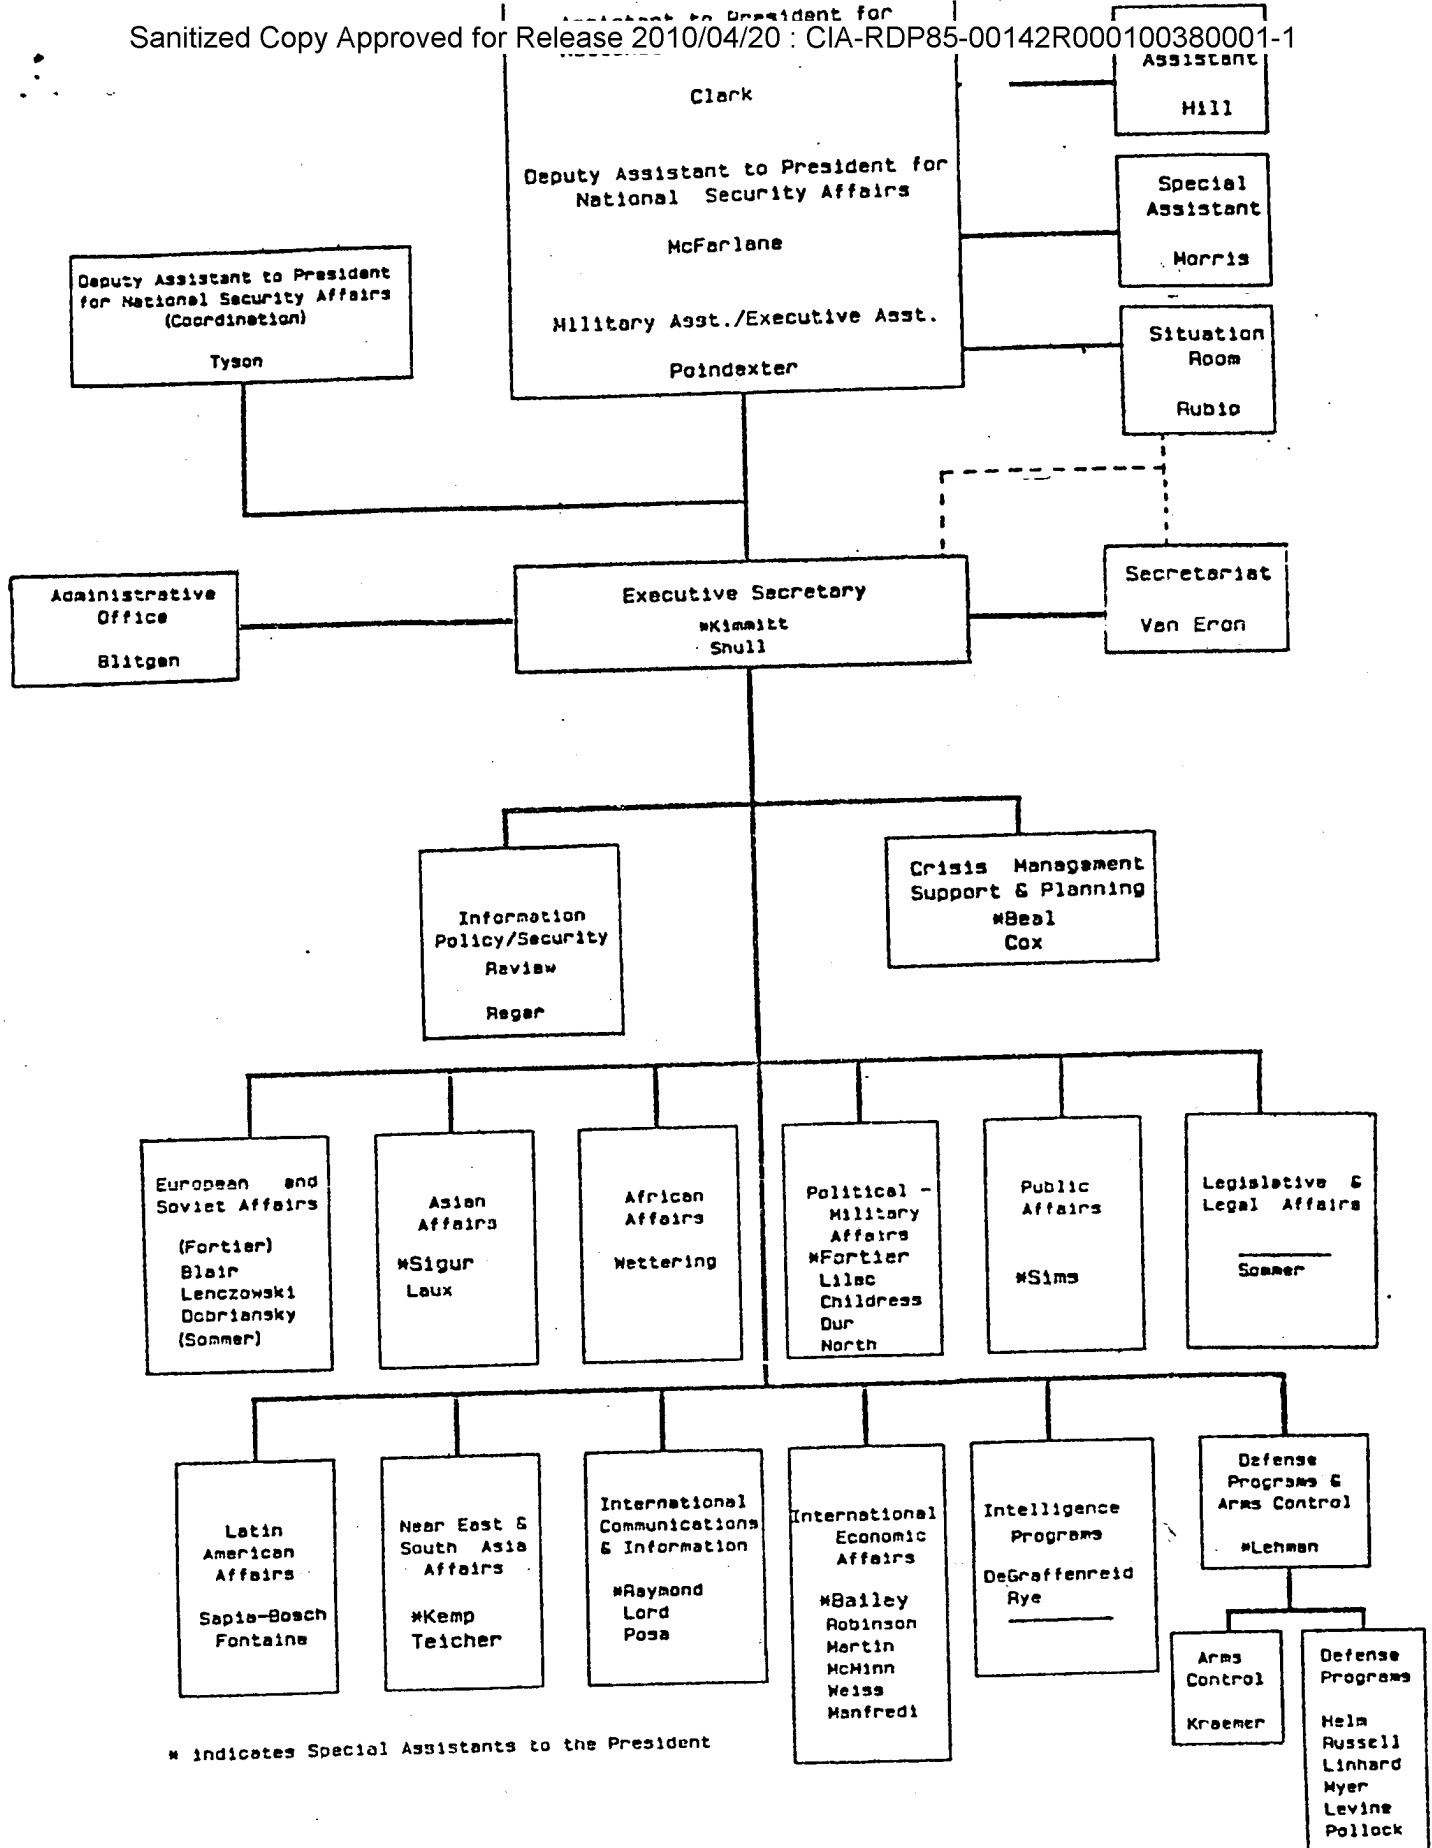 Assistant to President for
Sanitized Copy Approved for Release 2010/04/20 : CIA-RDP85-00142R000100380001-1
Clark
Deputy Assistant to President for
National Security Affairs
McFarlane
Military Asst./Executive Asst.
Poindexter
Assistant
Hill
Special
Assistant
Morris
Situation
Room
Rubio
Deputy Assistant to President
for National Security Affairs
(Coordination)
Tyson
Administrative
Office
Blitgen
Executive Secretary
*Kimmitt
Shull
Secretariat
Van Eron
Information
Policy/Security
Review
Reger
Crisis Management
Support & Planning
*Beal
Cox
European and
Soviet Affairs
(Fortier)
Blair
Lenczowski
Dobriansky
(Sommer)
Asian
Affairs
*Sigur
Laux
African
Affairs
Wettering
Political -
Military
Affairs
*Fortier
Lilac
Childress
Dur
North
Public
Affairs
*Sims
Legislative &
Legal Affairs
Sommer
Latin
American
Affairs
Sapia-Bosch
Fontaine
Near East &
South Asia
Affairs
*Kemp
Teicher
International
Communications
& Information
*Raymond
Lord
Posa
International
Economic
Affairs
*Bailey
Robinson
Martin
McMinn
Weiss
Manfredi
Intelligence
Programs
DeGraffenreid
Rye
Defense
Programs &
Arms Control
*Lehman
Arms
Control
Kraemer
Defense
Programs
Helm
Russell
Linhard
Myer
Levine
Pollock
* indicates Special Assistants to the President